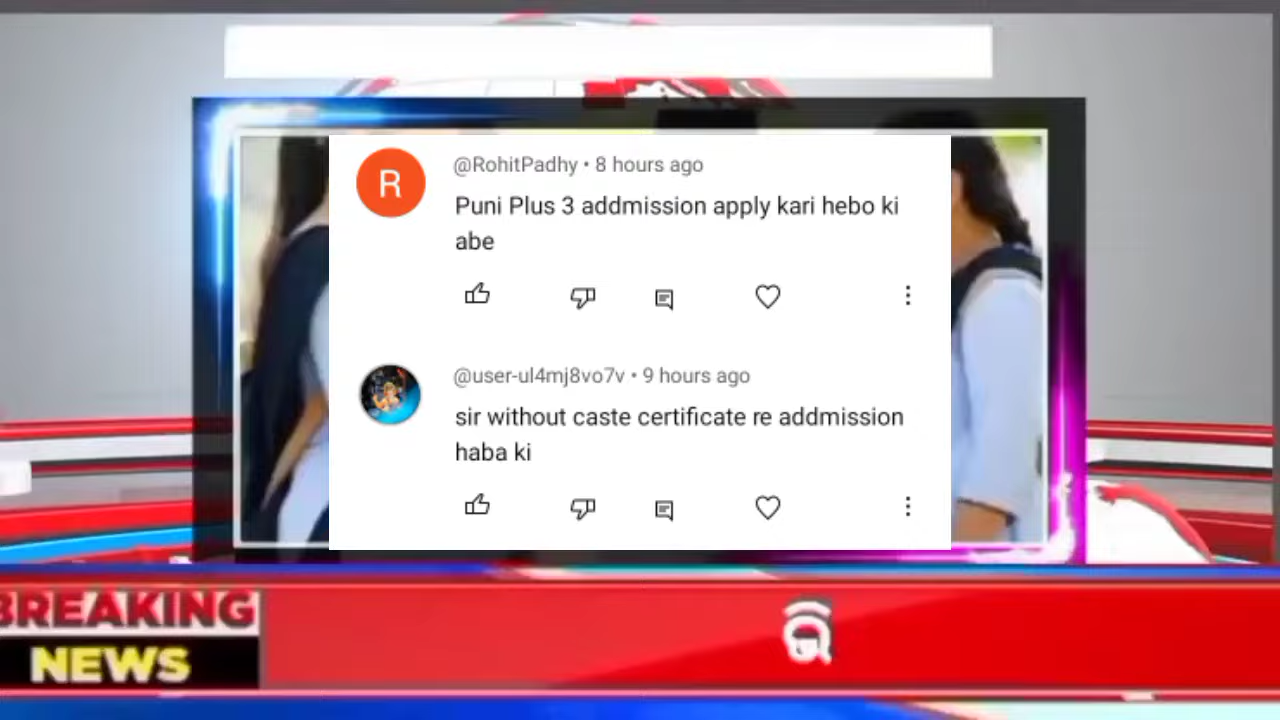 @RohitPadhy • 8 hours ago
Puni Plus 3 addmission apply kari hebo ki
abe
@user-ul4mj8vo7v • 9 hours ago
sir without caste certificate re addmission
haba ki
BREAKING
NEWS